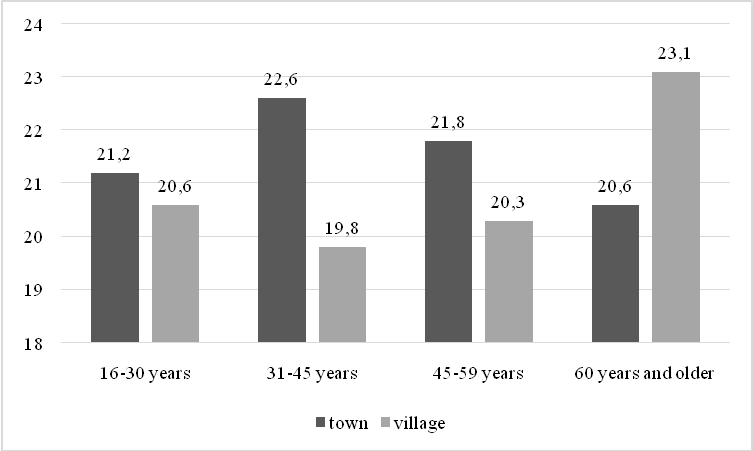 24
23
22
21
20
19
18
21,2
20,6
22,6
19,8
21,8
20,3
20,6
23,1
16-30 years
31-45 years
45-59 years
60 years and older
town
village